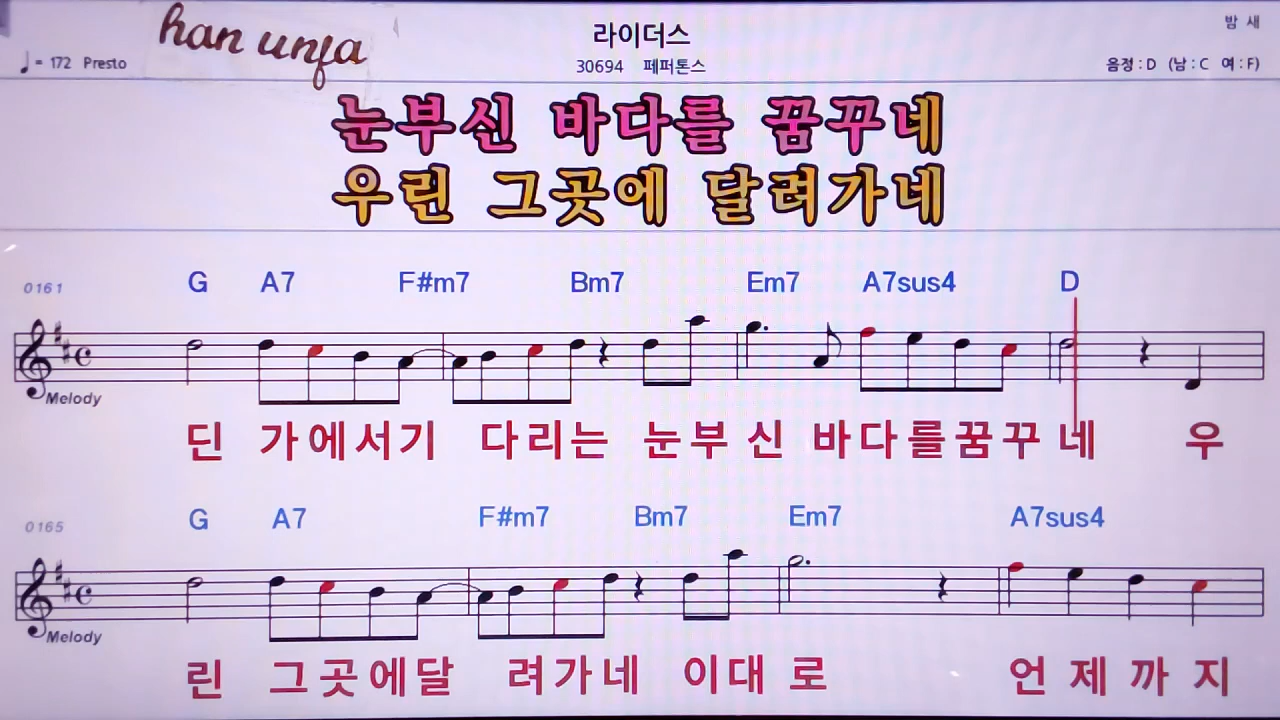 han unfa
라이더스
밤 새
♩ = 172 Presto
30694 페퍼톤스
음정 : D (남 : C 여 : F)
눈부신 바다를 꿈꾸네
우린 그곳에 달려가네
0161 G A7 F#m7 Bm7 Em7 A7sus4 D
Melody
딘 가에서기 다리는 눈부 신 바다를꿈꾸 네 우
0165 G A7 F#m7 Bm7 Em7 A7sus4
Melody
린 그곳에달 려가네 이대 로 언 제 까 지